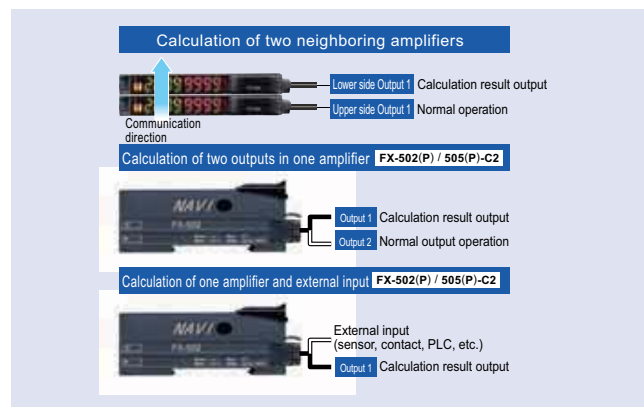 Calculation of two neighboring amplifiers
Lower side Output 1 Calculation result output
Upper side Output 1 Normal operation
Communication
direction
Calculation of two outputs in one amplifier FX-502(P) / 505(P)-C2
NAVI
FX-502
Output 1 Calculation result output
Output 2 Normal output operation
Calculation of one amplifier and external input FX-502(P) / 505(P)-C2
NAVI
FX-502
External input
(sensor, contact, PLC, etc.)
Output 1 Calculation result output